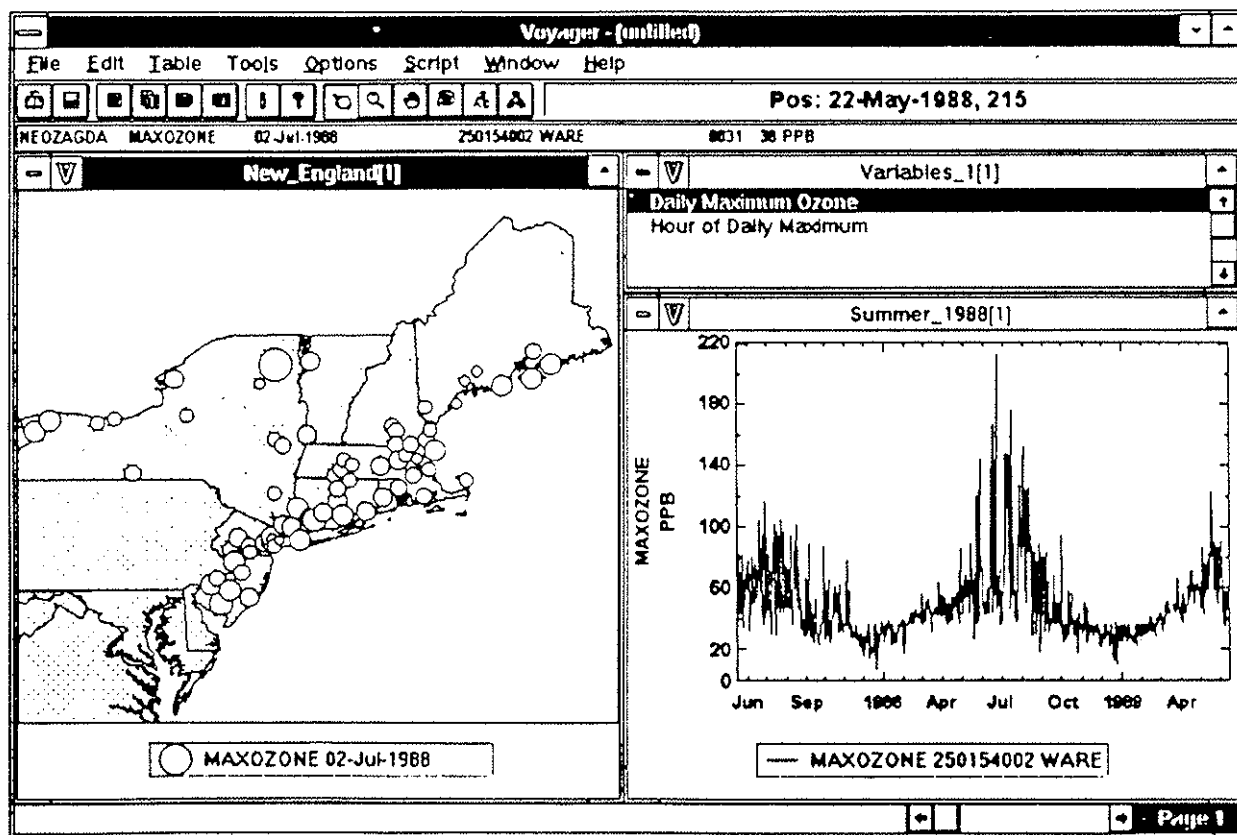 Voyager - (untitled)
File Edit Table Tools Options Script Window Help
Pos: 22-May-1988, 215
NEOZAGDA MAXOZONE 02-Jul-1988 250154002 WARE 38 PPB
New_England[1]
Variables_1[1]
Daily Maximum Ozone
Hour of Daily Maximum
Summer_1988[1]
220
180
140
100
60
20
0
MAXOZONE
PPB
Jun Sep 1988 Apr Jul Oct 1989 Apr
MAXOZONE 02-Jul-1988
MAXOZONE 250154002 WARE
Page 1